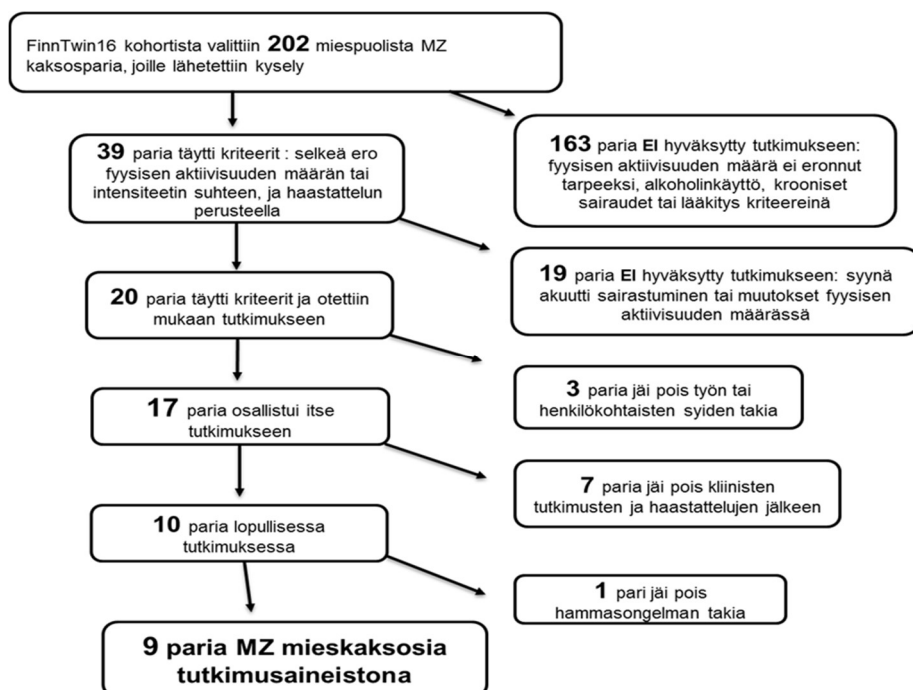 FinnTwin16 kohortista valittiin 202 miespuolista MZ
kaksosparia, joille lähetettiin kysely
39 paria täytti kriteerit : selkeä ero
fyysisen aktiivisuuden määrän tai
intensiteetin suhteen, ja haastattelun
perusteella
163 paria EI hyväksytty tutkimukseen:
fyysisen aktiivisuuden määrä ei eronnut
tarpeeksi, alkoholinkäyttö, krooniset
sairaudet tai lääkitys kriteereinä
19 paria EI hyväksytty tutkimukseen: syynä
akuutti sairastuminen tai muutokset fyysisen
aktiivisuuden määrässä
20 paria täytti kriteerit ja otettiin
mukaan tutkimukseen
3 paria jäi pois työn tai
henkilökohtaisten syiden takia
17 paria osallistui itse
tutkimukseen
7 paria jäi pois kliinisten
tutkimusten ja haastattelujen jälkeen
10 paria lopullisessa
tutkimuksessa
1 pari jäi pois
hammasongelman takia
9 paria MZ mieskaksosia
tutkimusaineistona